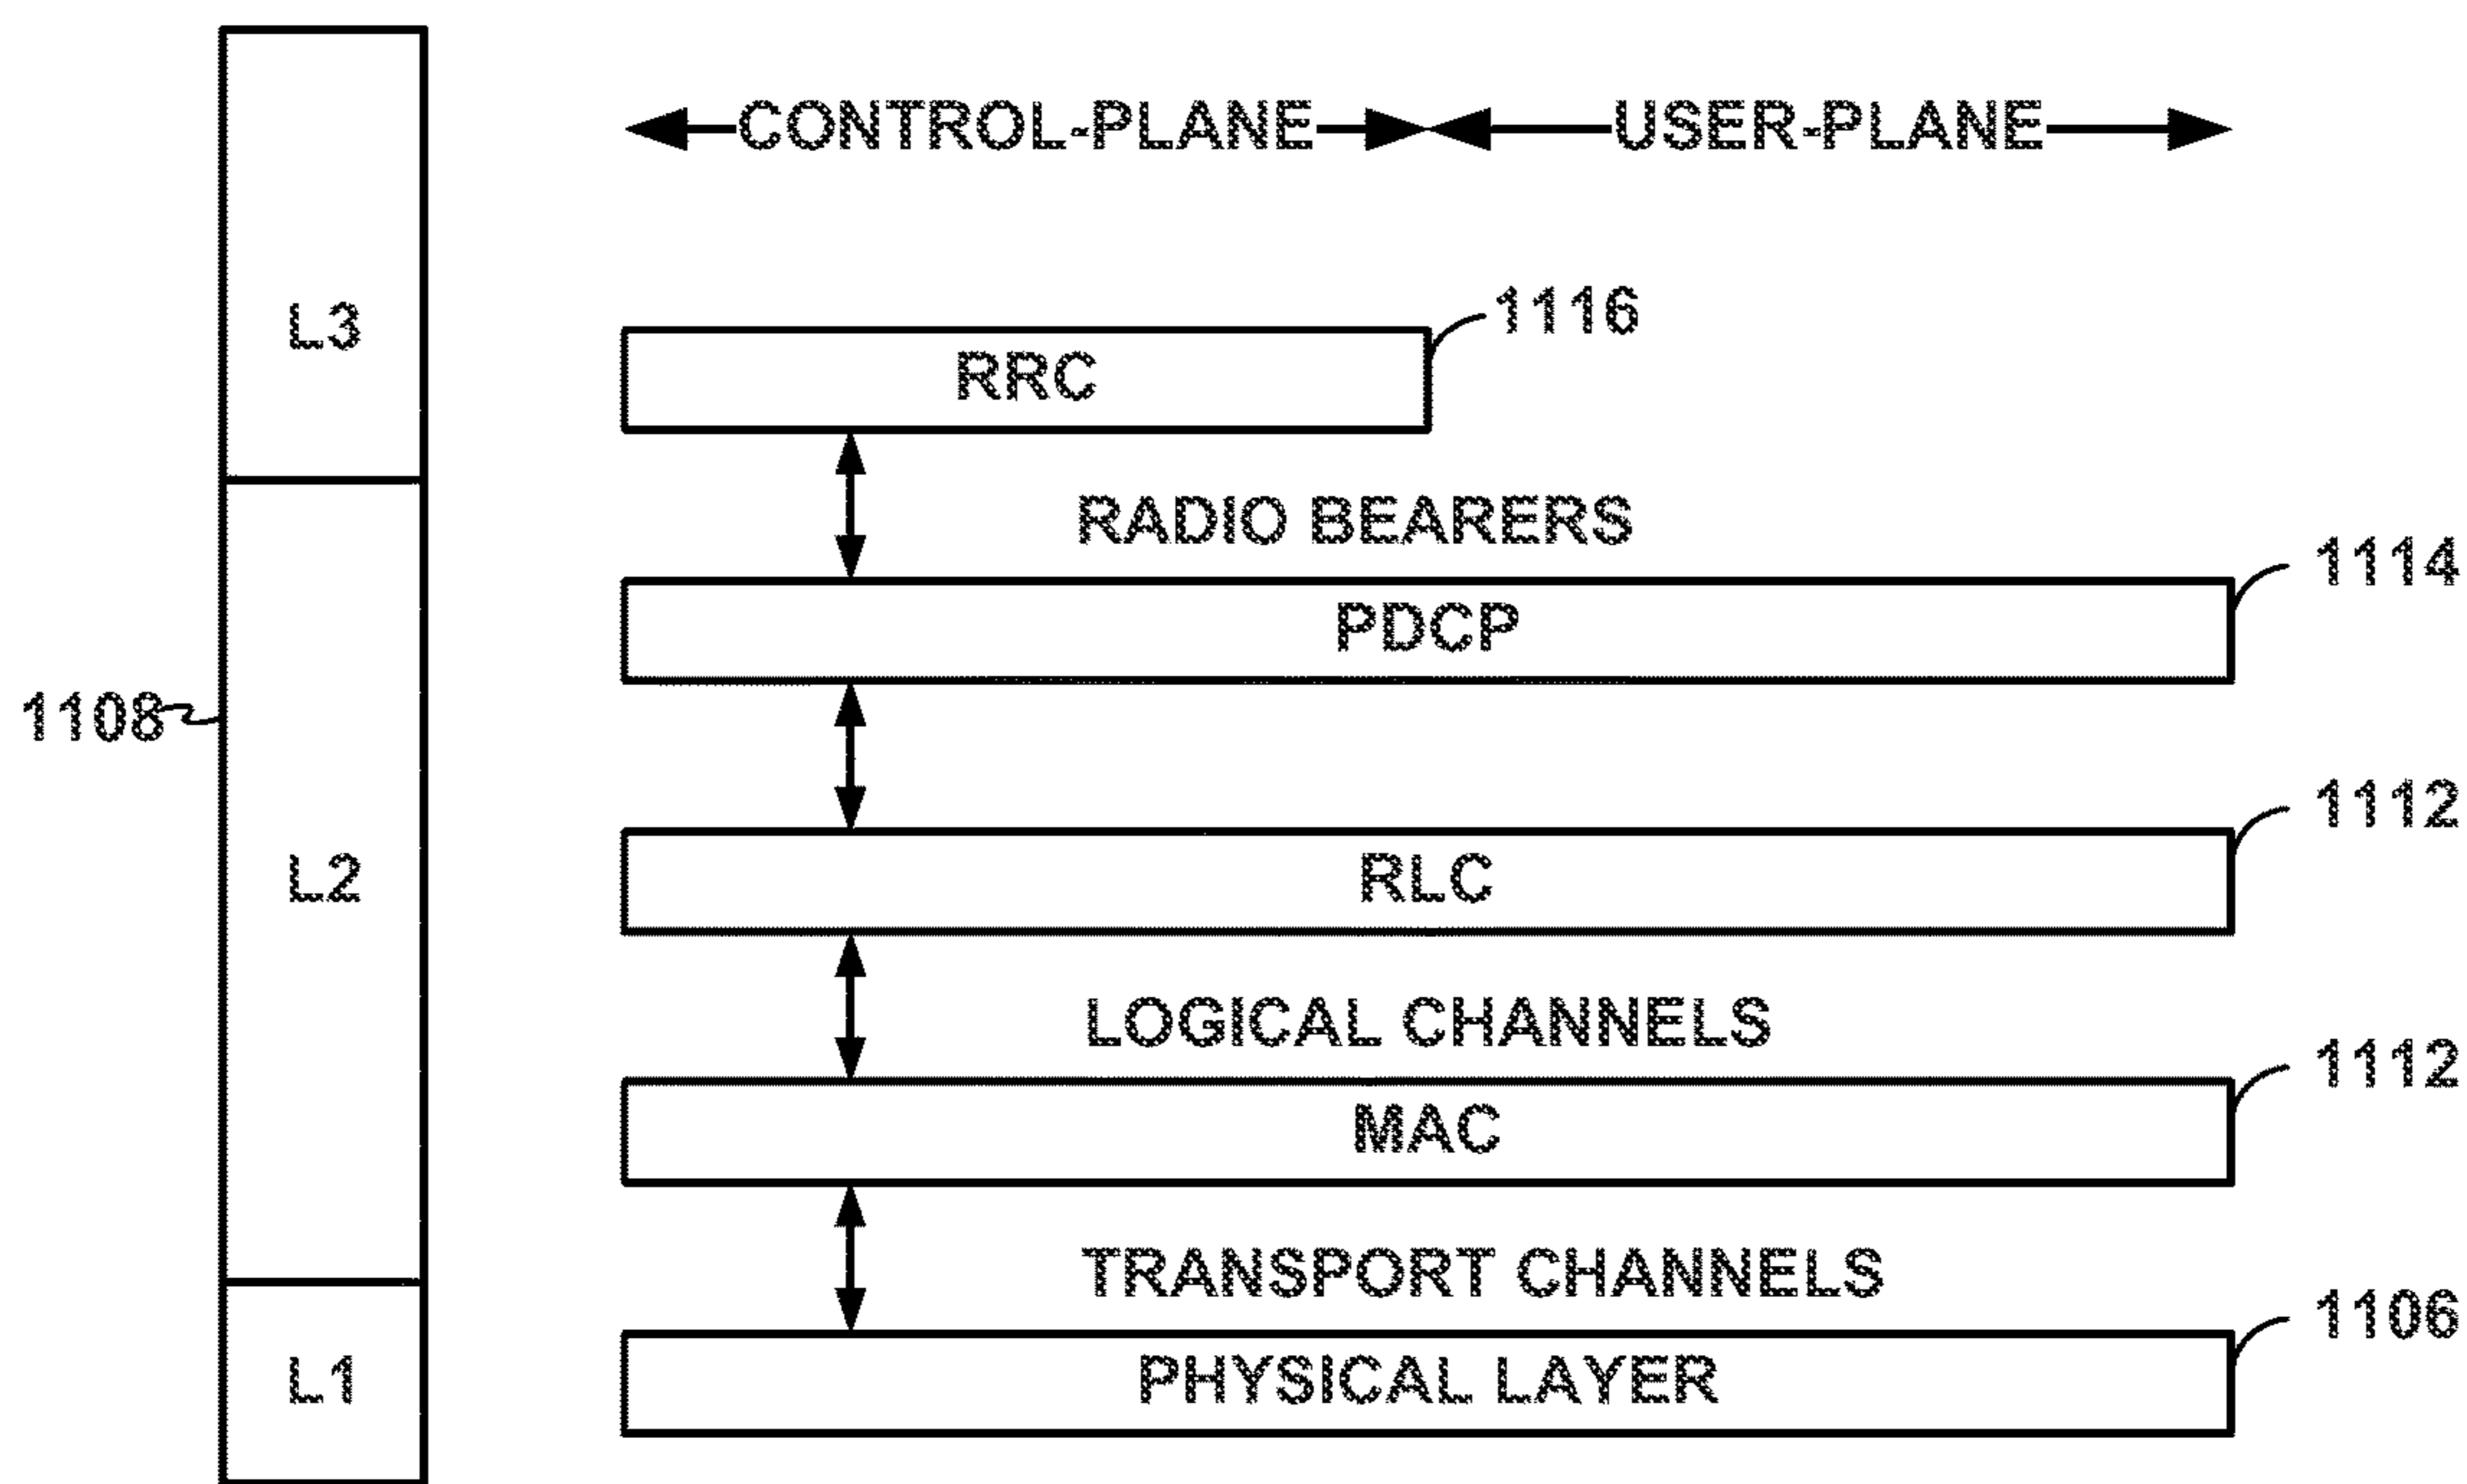 CONTROL-PLANE USER-PLANE
L3
1116
RRC
RADIO BEARERS
1114
PDCP
1108
1112
L2
RLC
LOGICAL CHANNELS
1112
MAC
TRANSPORT CHANNELS
1106
L1
PHYSICAL LAYER